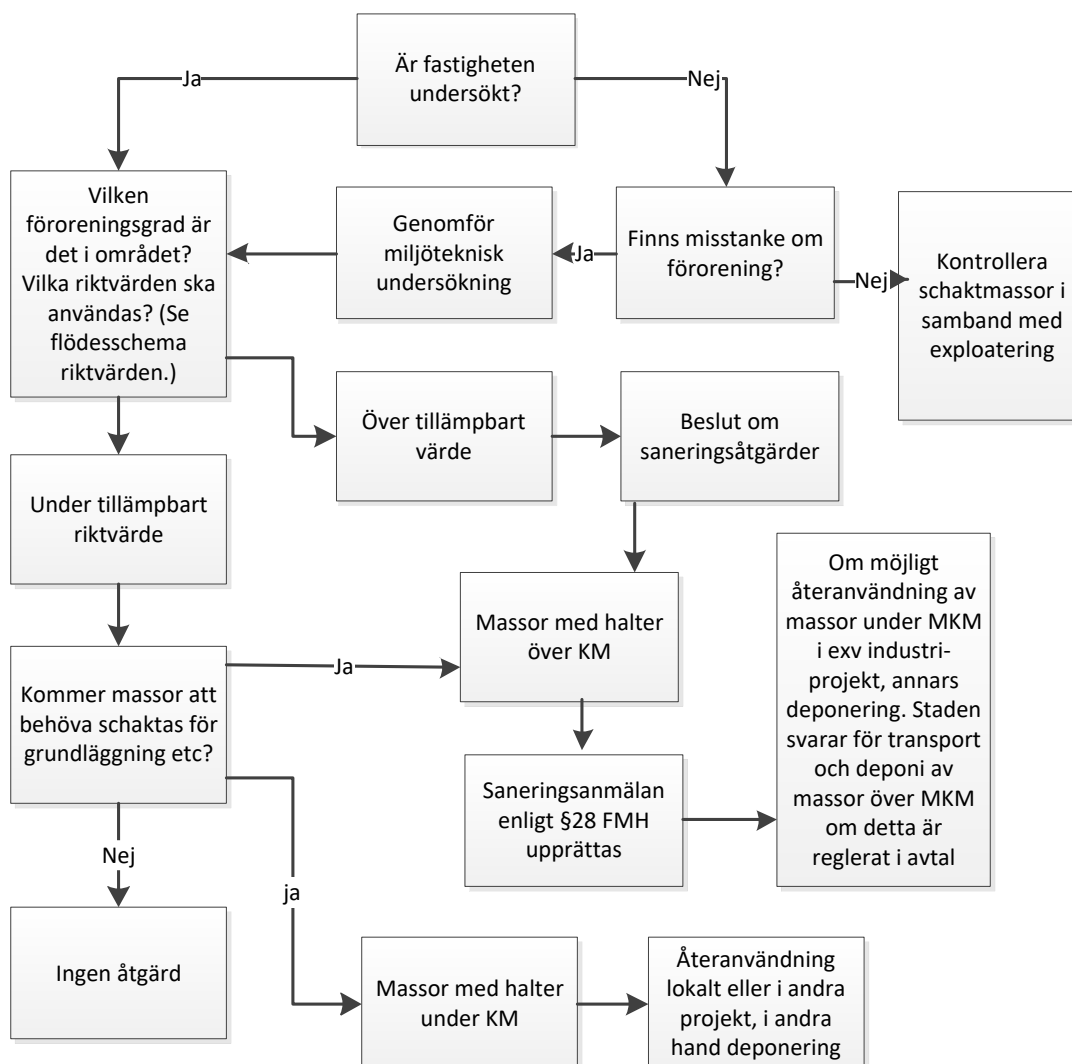 Är fastigheten
undersökt?
Ja
Nej
Vilken
föroreningsgrad är
det i området?
Vilka riktvärden ska
användas? (Se
flödesschema
riktvärden.)
Genomför
miljöteknisk
undersökning
Ja
Finns misstanke om
förorening?
Nej
Kontrollera
schaktmassor i
samband med
exploatering
Över tillämpbart
värde
Beslut om
saneringsåtgärder
Under tillämpbart
riktvärde
Massor med halter
över KM
Om möjligt
återanvändning av
massor under MKM
i exv industri-
projekt, annars
deponering. Staden
svarar för transport
och deponi av
massor över MKM
om detta är
reglerat i avtal
Kommer massor att
behöva schaktas för
grundläggning etc?
Ja
Saneringsanmälan
enligt §28 FMH
upprättas
Nej
ja
Ingen åtgärd
Massor med halter
under KM
Återanvändning
lokalt eller i andra
projekt, i andra
hand deponering